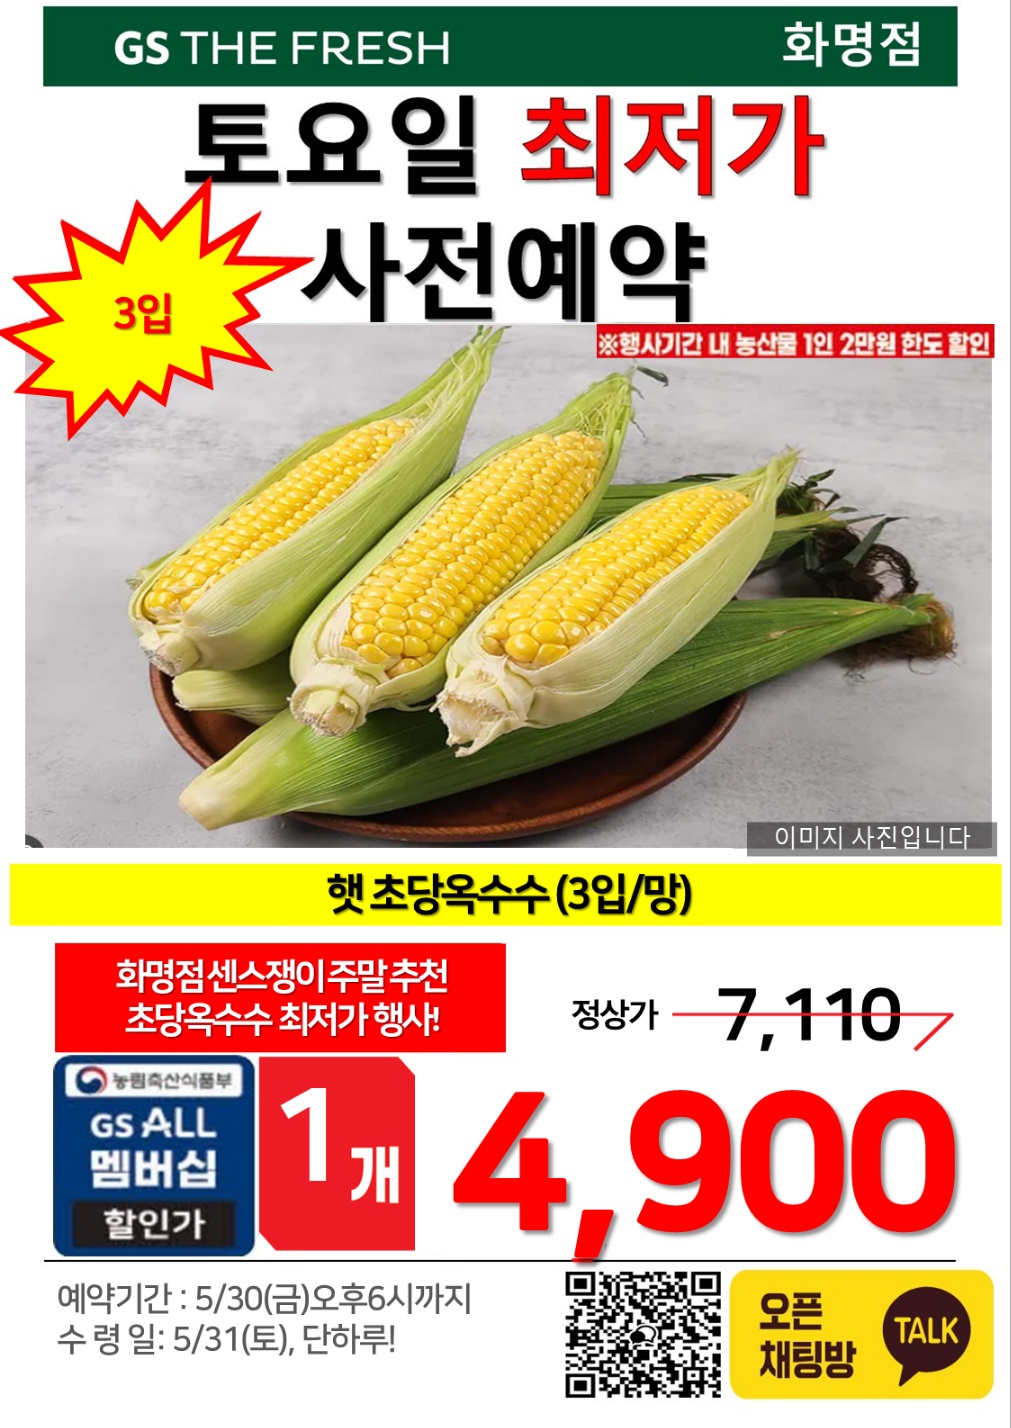 GS THE FRESH 화명점
토요일 최저가
사전예약
3입
※행사기간 내 농산물 1인 2만원 한도 할인
이미지 사진입니다
햇 초당옥수수 (3입/망)
화명점 센스쟁이 주말 추천
초당옥수수 최저가 행사!
정상가 7,110
농림축산식품부
GS ALL
멤버십
할인가
1개
4,900
예약기간 : 5/30(금)오후6시까지
수 령 일: 5/31(토), 단하루!
오픈
채팅방
TALK